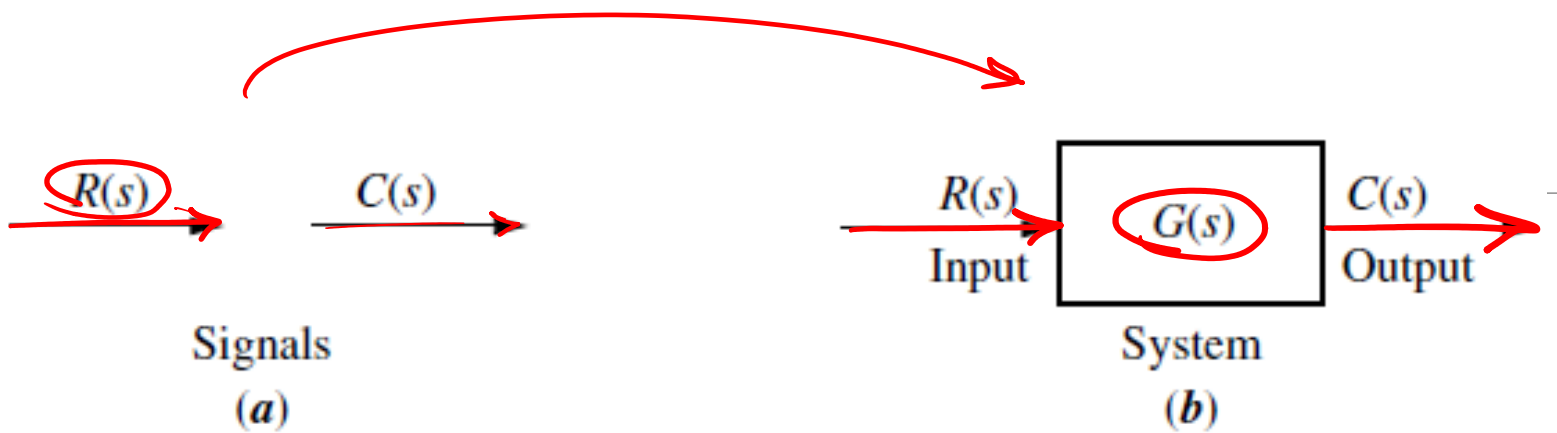 R(s) C(s) R(s) G(s) C(s)
Input Output
Signals System
(a) (b)